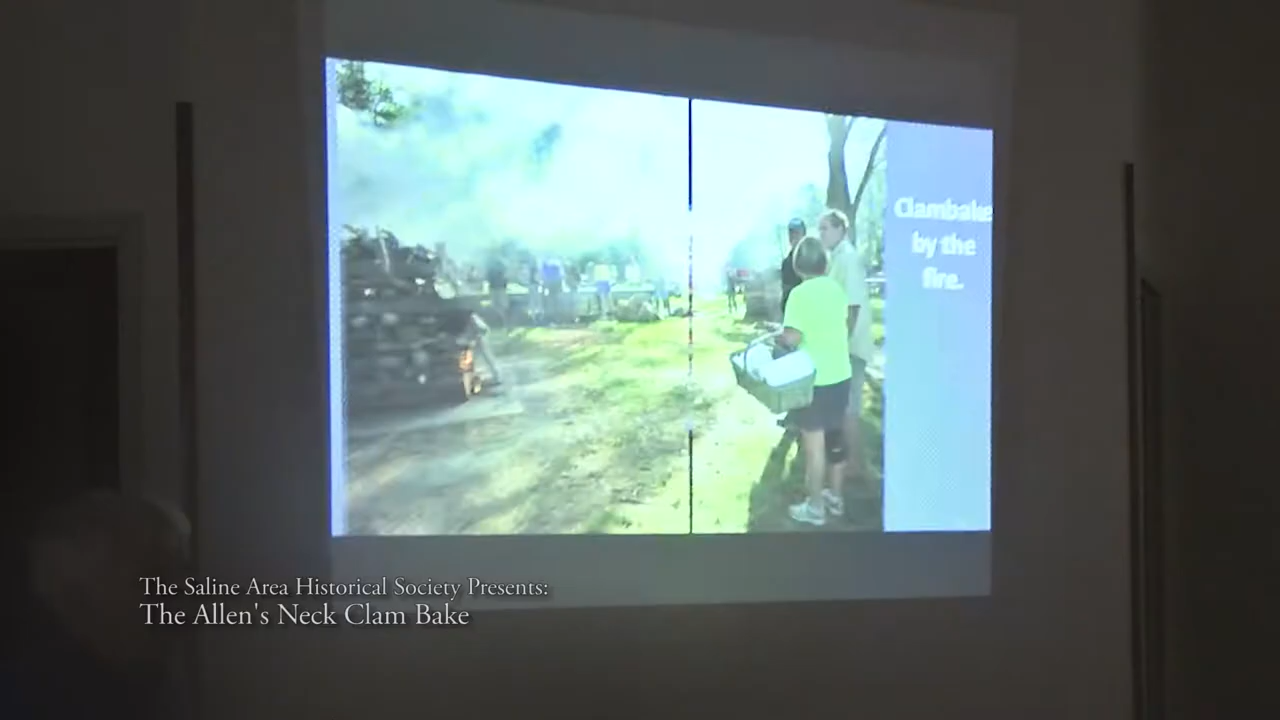 Clambake
by the
fire.
The Saline Area Historical Society Presents:
The Allen's Neck Clam Bake